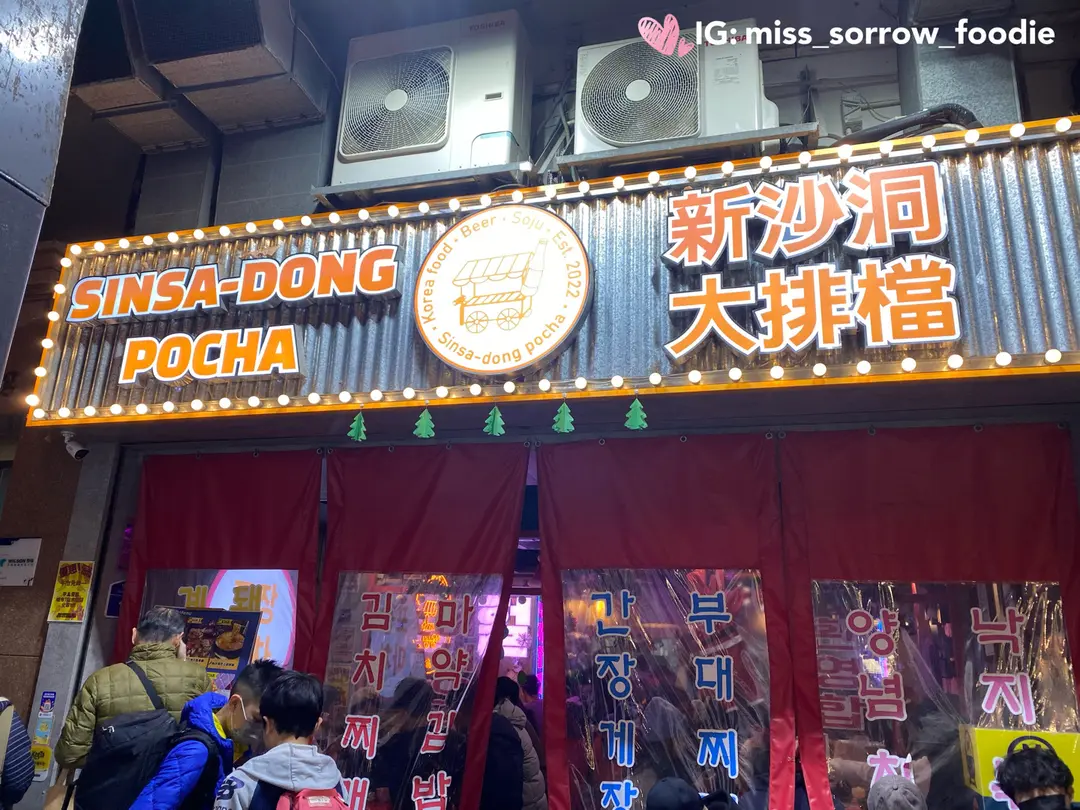 IG: miss_sorrow_foodie
TOSHIBA
SINSA-DONG
POCHA
Korea food · Beer · Soju · Est. 2022 · Sinsa-dong pocha ·
新沙洞
大排檔
김치찌
마약김밥
간장게장
부대찌
양념
낙지